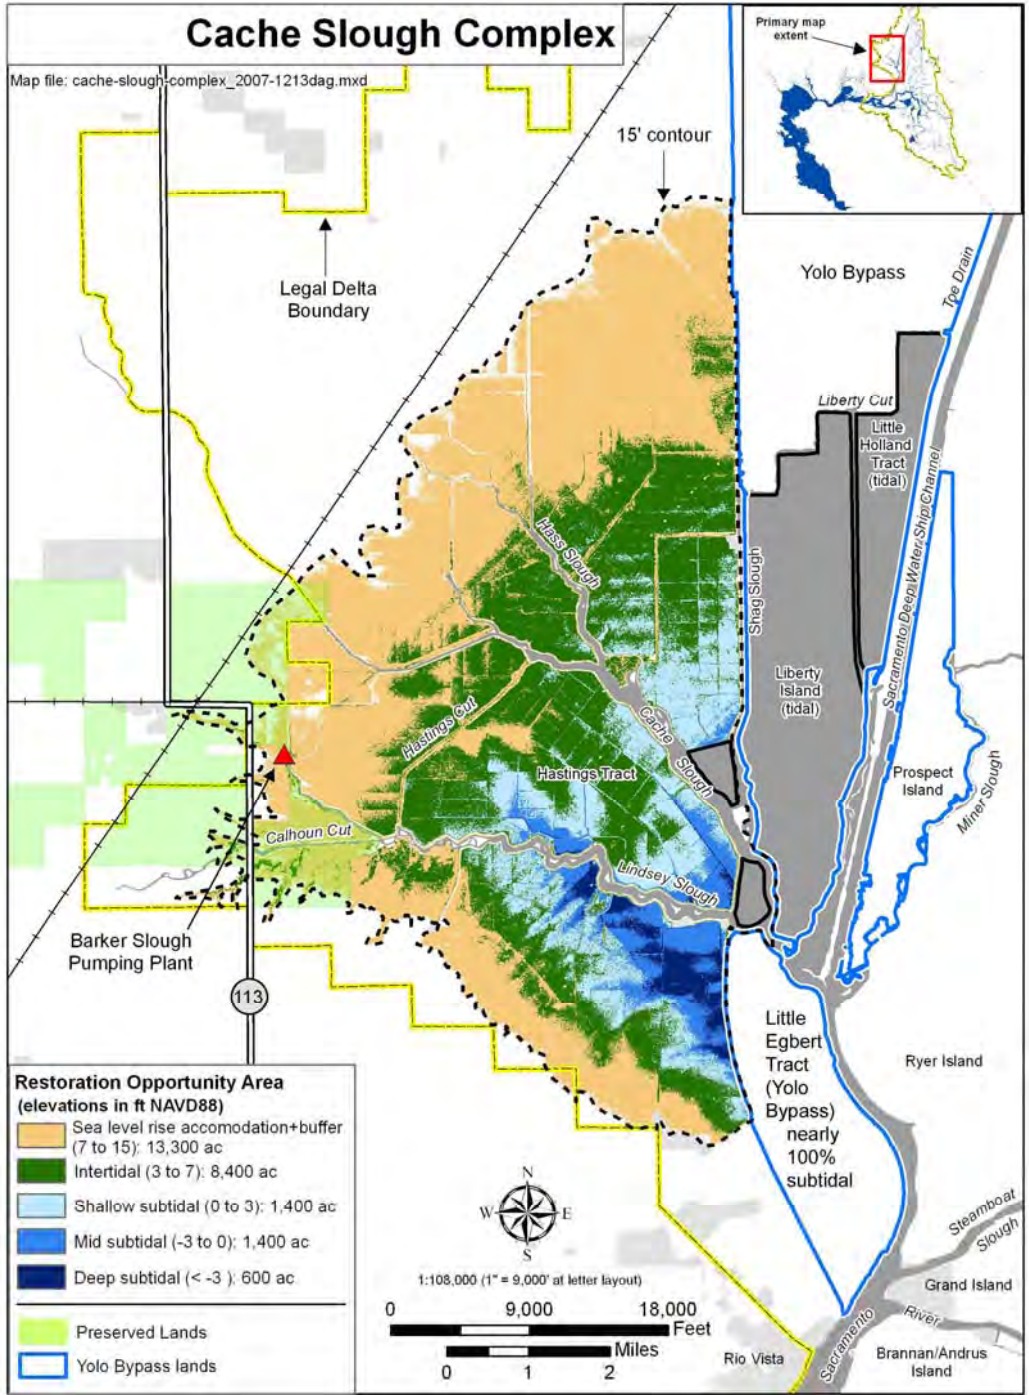 Cache Slough Complex
Map file: cache-slough-complex_2007-1213dag.mxd
Primary map
extent
15' contour
Legal Delta
Boundary
Yolo Bypass
Toe Drain
Liberty Cut
Little
Holland
Tract
(tidal)
Sacramento Deep Water Ship Channel
Hass Slough
Shag Slough
Liberty
Island
(tidal)
Hastings Cut
Cache Slough
Hastings Tract
Prospect
Island
Miner Slough
Calhoun Cut
Lindsey Slough
Barker Slough
Pumping Plant
113
Little
Egbert
Tract
(Yolo
Bypass)
nearly
100%
subtidal
Ryer Island
Restoration Opportunity Area
(elevations in ft NAVD88)
Sea level rise accomodation+buffer
(7 to 15): 13,300 ac
Intertidal (3 to 7): 8,400 ac
Shallow subtidal (0 to 3): 1,400 ac
Mid subtidal (-3 to 0): 1,400 ac
Deep subtidal (< -3 ): 600 ac
Preserved Lands
Yolo Bypass lands
N
W E
S
1:108,000 (1" = 9,000' at letter layout)
0 9,000 18,000
Feet
Miles
0 1 2
Steamboat
Slough
Grand Island
Sacramento River
Rio Vista
Brannan/Andrus
Island